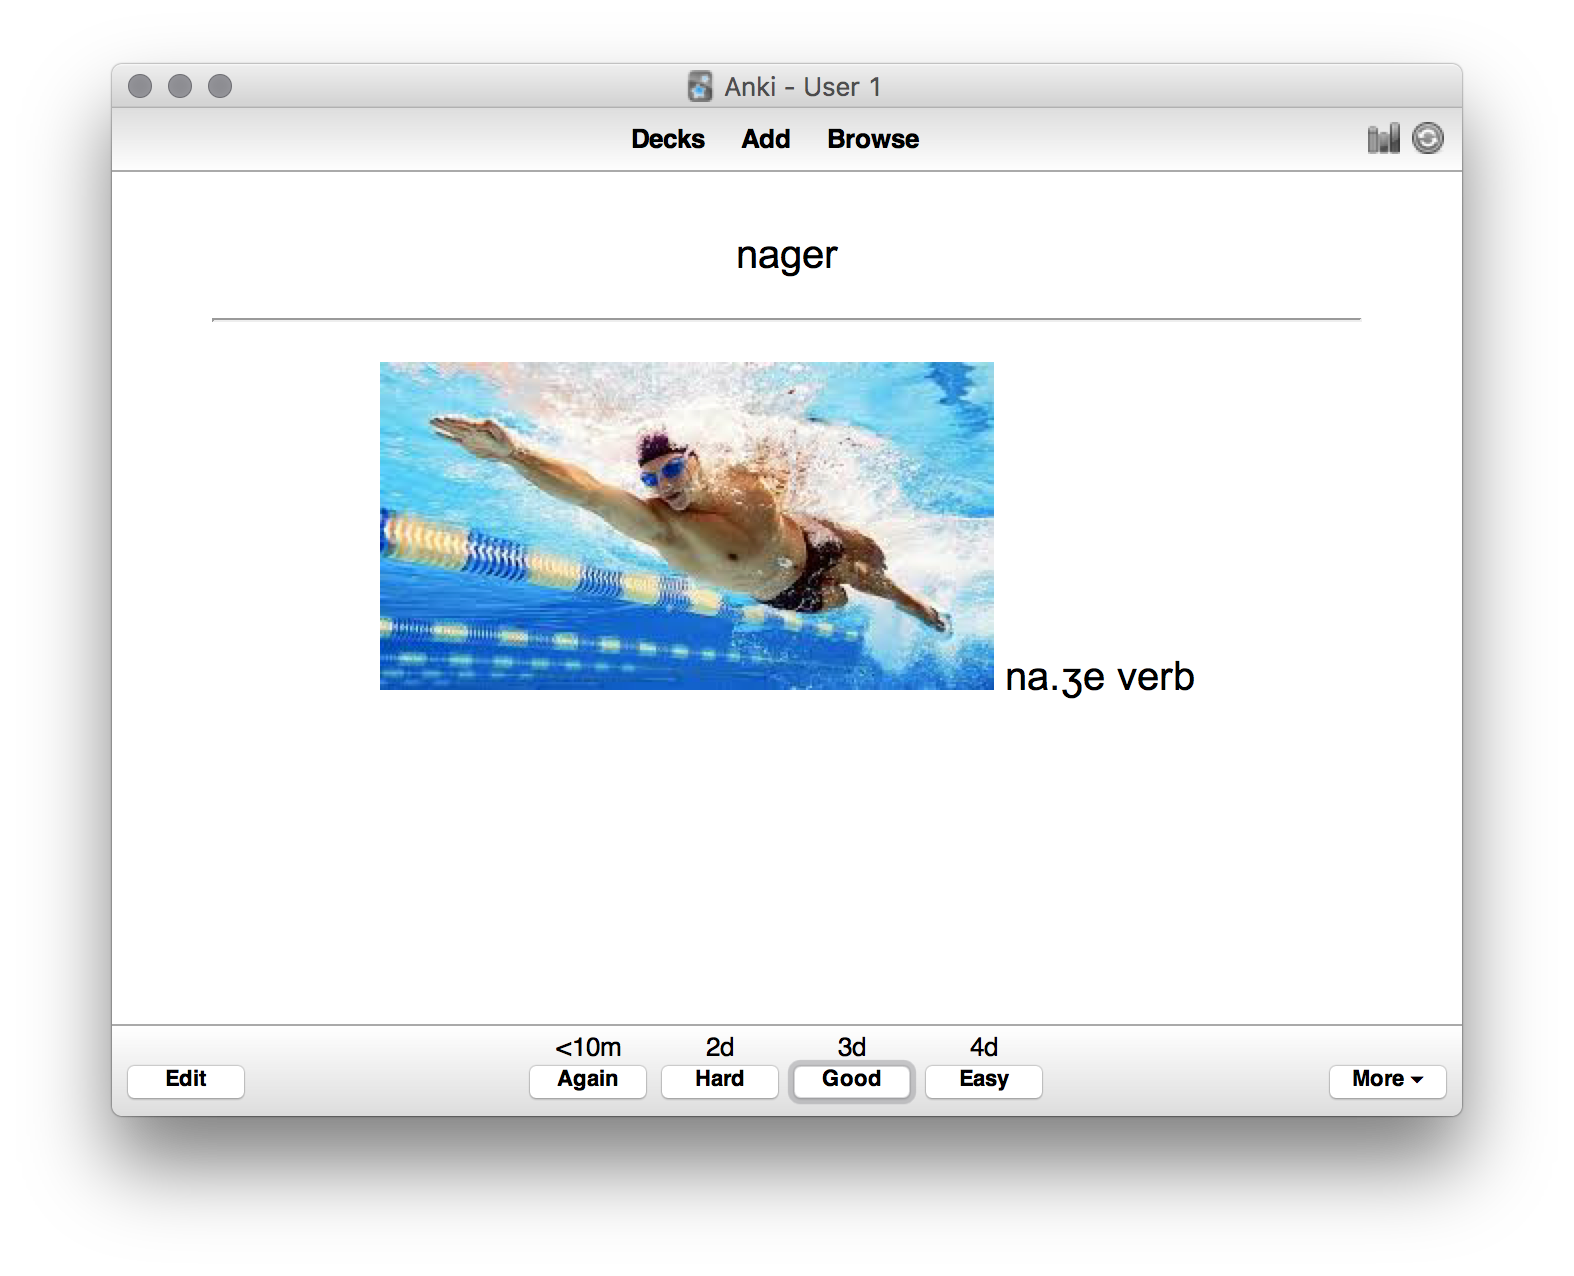 Anki - User 1
Decks Add Browse
nager
na.ʒe verb
<10m 2d 3d 4d
Edit Again Hard Good Easy More